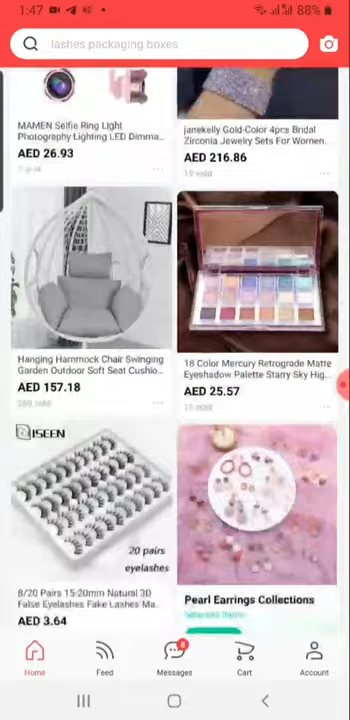 1:47
88%
lashes packaging boxes
MAMEN Selfie Ring Light
Photography Lighting LED Dimma...
AED 26.93
janekelly Gold-Color 4pcs Bridal
Zirconia Jewelry Sets For Women...
AED 216.86
19 sold
Hanging Hammock Chair Swinging
Garden Outdoor Soft Seat Cushio...
AED 157.18
269 sold
18 Color Mercury Retrograde Matte
Eyeshadow Palette Starry Sky Hig...
AED 25.57
15 sold
ISEEN
20 pairs
eyelashes
8/20 Pairs 15-20mm Natural 3D
False Eyelashes Fake Lashes Ma...
AED 3.64
Pearl Earrings Collections
Selected items
Home
Feed
Messages
Cart
Account